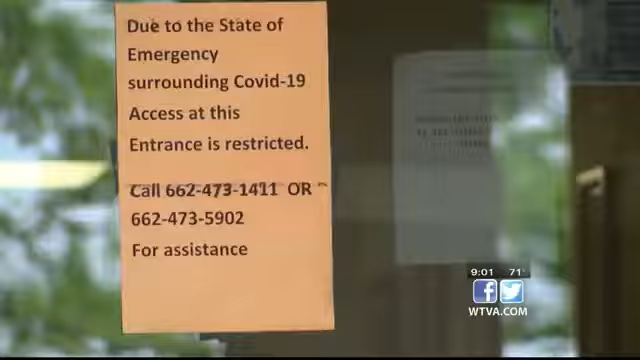 Due to the State of
Emergency
surrounding Covid-19
Access at this
Entrance is restricted.
Call 662-473-1411 OR
662-473-5902
For assistance
9:01 71°
WTVA.COM